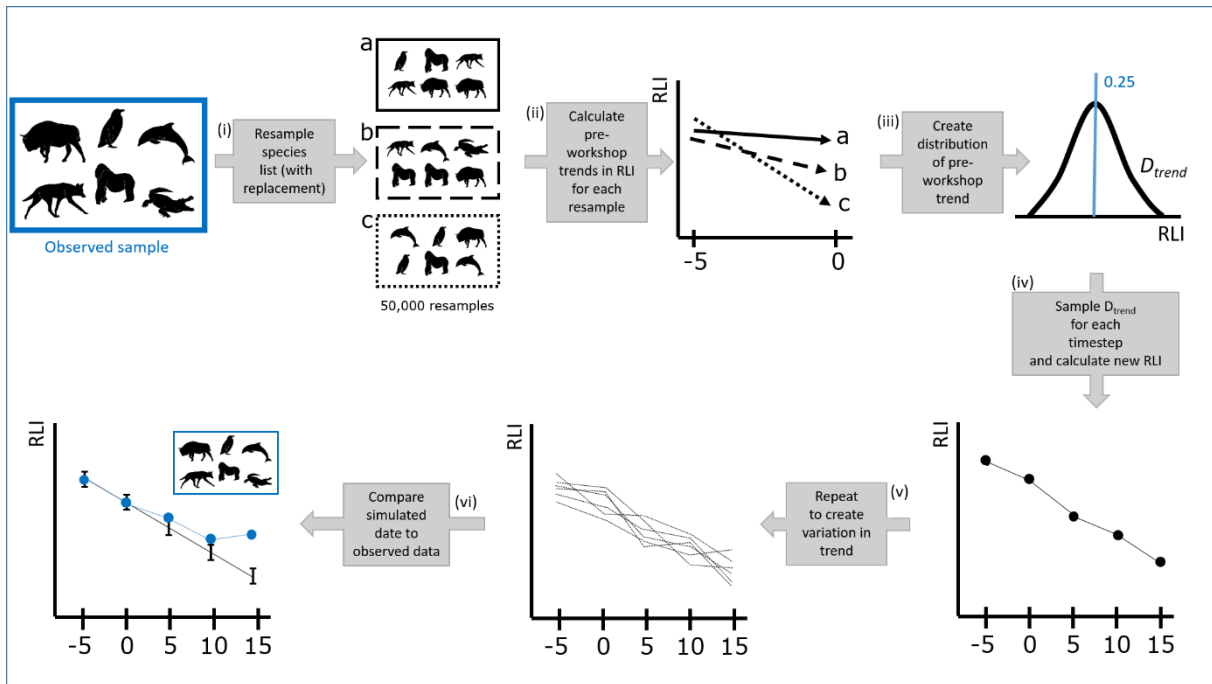 Observed sample
(i)
Resample
species
list (with
replacement)
a
b
c
50,000 resamples
(ii)
Calculate
pre-
workshop
trends in RLI
for each
resample
RLI
a
b
c
-5
0
(iii)
Create
distribution
of pre-
workshop
trend
0.25
D_trend
RLI
(iv)
Sample D_trend
for each
timestep
and calculate new RLI
RLI
-5 0 5 10 15
(v)
Repeat
to create
variation in
trend
RLI
-5 0 5 10 15
(vi)
Compare
simulated
date to
observed data
RLI
-5 0 5 10 15